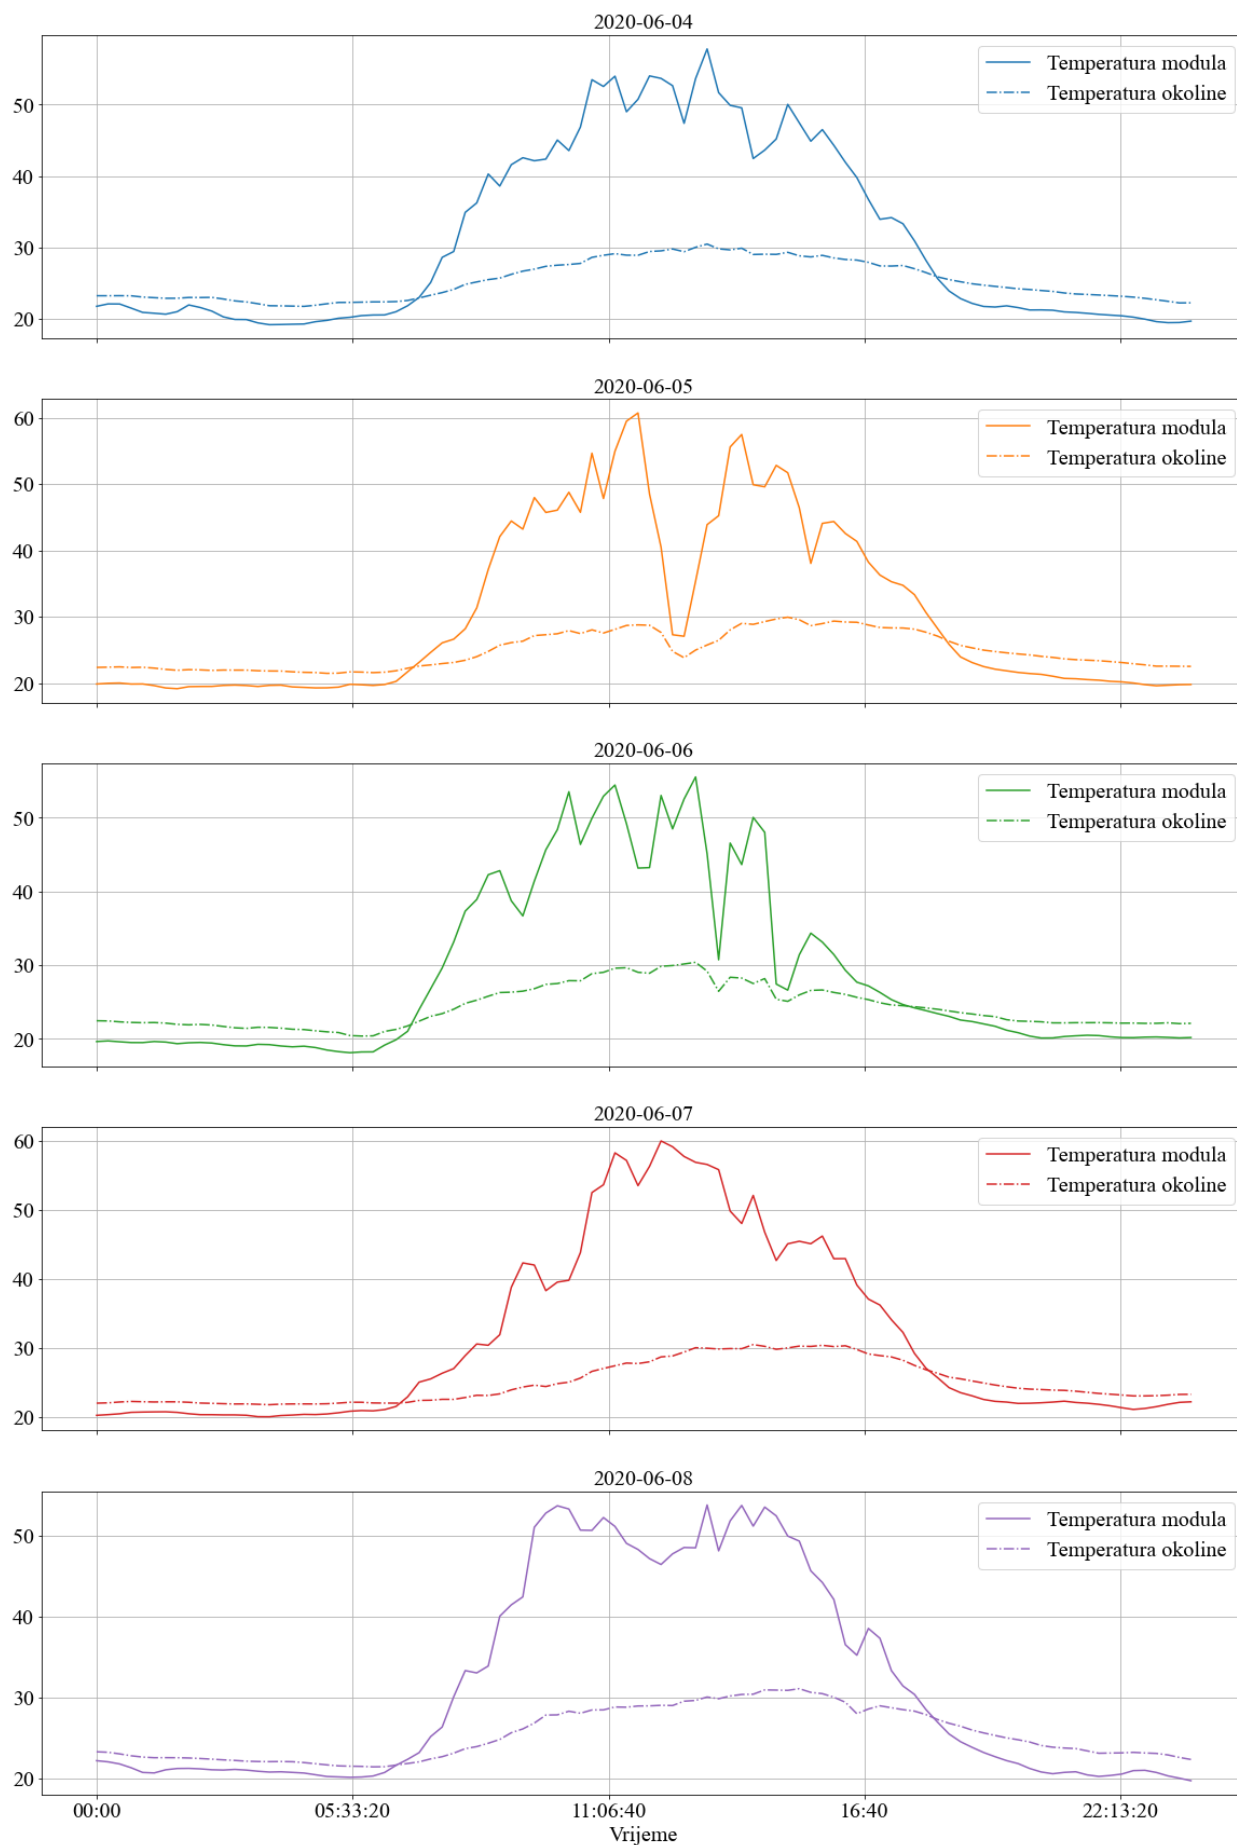 2020-06-04
Temperatura modula
Temperatura okoline
50
40
30
20
2020-06-05
Temperatura modula
Temperatura okoline
60
50
40
30
20
2020-06-06
Temperatura modula
Temperatura okoline
50
40
30
20
2020-06-07
Temperatura modula
Temperatura okoline
60
50
40
30
20
2020-06-08
Temperatura modula
Temperatura okoline
50
40
30
20
00:00 05:33:20 11:06:40 16:40 22:13:20
Vrijeme